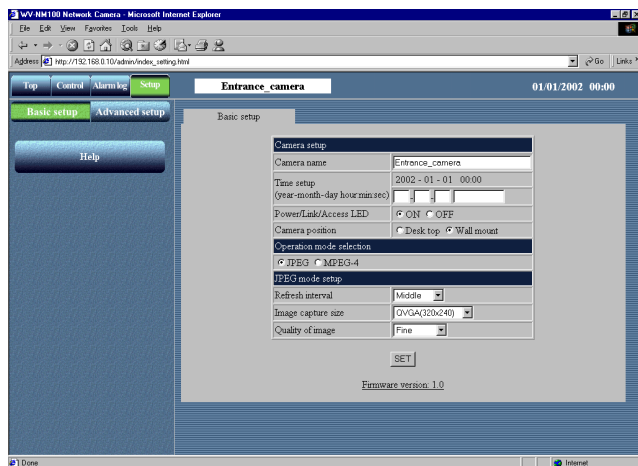 WV-NM100 Network Camera - Microsoft Internet Explorer
File Edit View Favorites Tools Help
Address http://192.168.0.10/admin/index_setting.html Go Links
Top Control Alarm log Setup Entrance_camera 01/01/2002 00:00
Basic setup Advanced setup
Help
Basic setup
Camera setup
Camera name Entrance_camera
Time setup 2002 - 01 - 01 00:00
(year-month-day hour:min:sec) - -
Power/Link/Access LED ON OFF
Camera position Desk top Wall mount
Operation mode selection
JPEG MPEG-4
JPEG mode setup
Refresh interval Middle
Image capture size QVGA(320x240)
Quality of image Fine
SET
Firmware version: 1.0
Done Internet